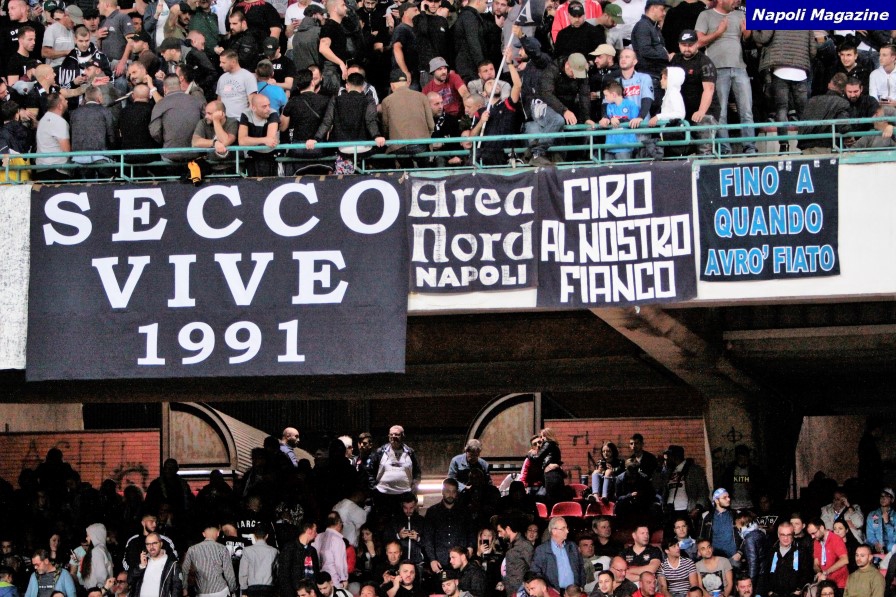 Napoli Magazine
SECCO
VIVE
1991
Area
Nord
NAPOLI
CIRO
AL NOSTRO
FIANCO
FINO A
QUANDO
AVRO' FIATO